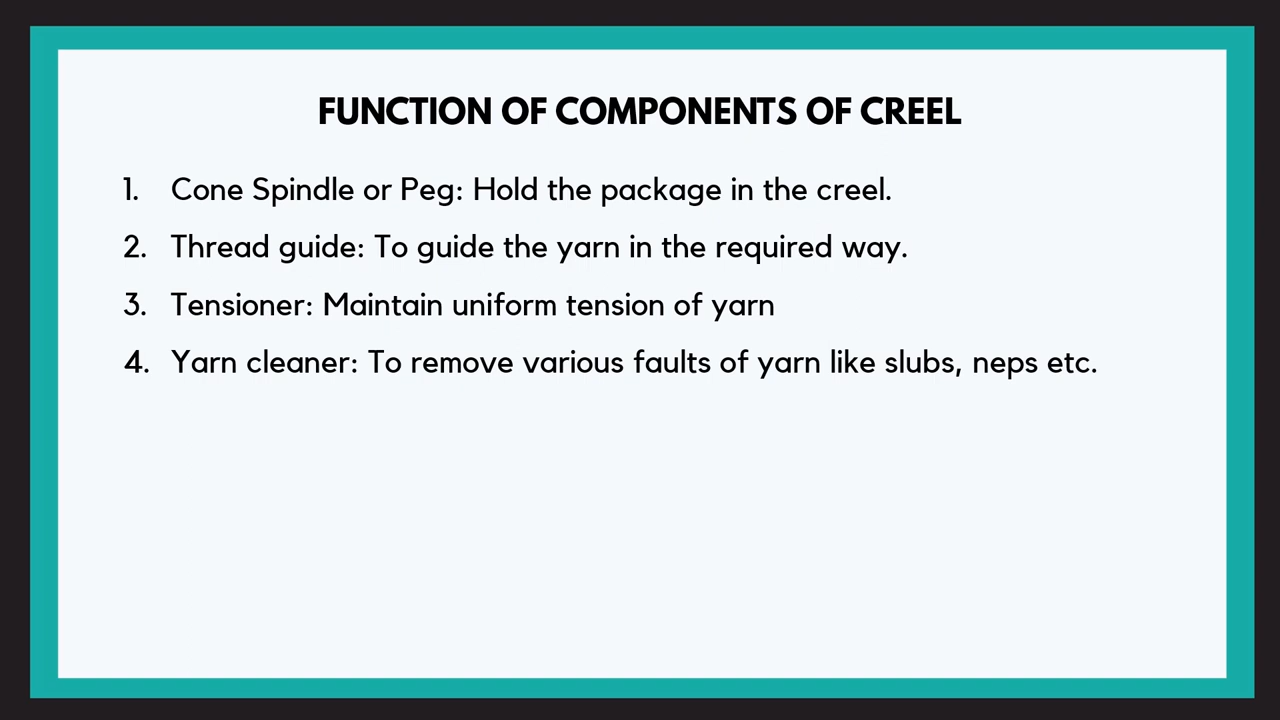 FUNCTION OF COMPONENTS OF CREEL
1. Cone Spindle or Peg: Hold the package in the creel.
2. Thread guide: To guide the yarn in the required way.
3. Tensioner: Maintain uniform tension of yarn
4. Yarn cleaner: To remove various faults of yarn like slubs, neps etc.